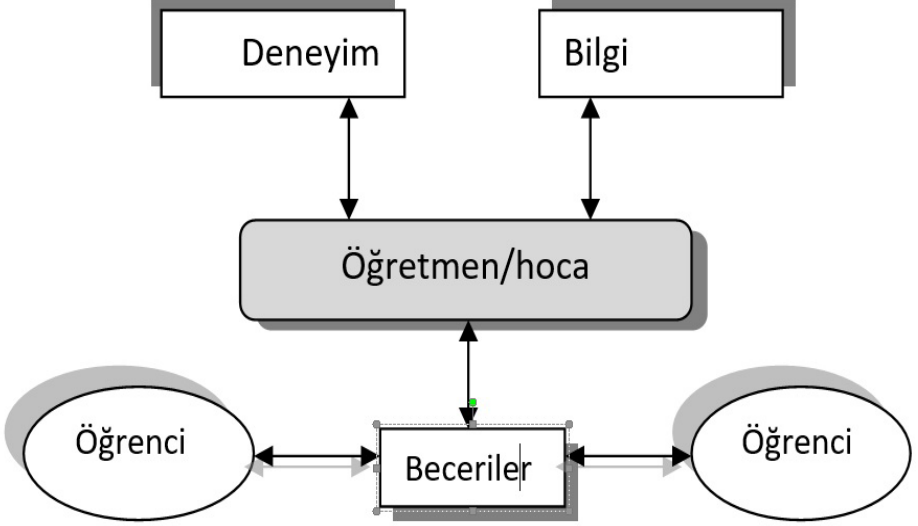 Deneyim
Bilgi
Öğretmen/hoca
Öğrenci
Beceriler
Öğrenci